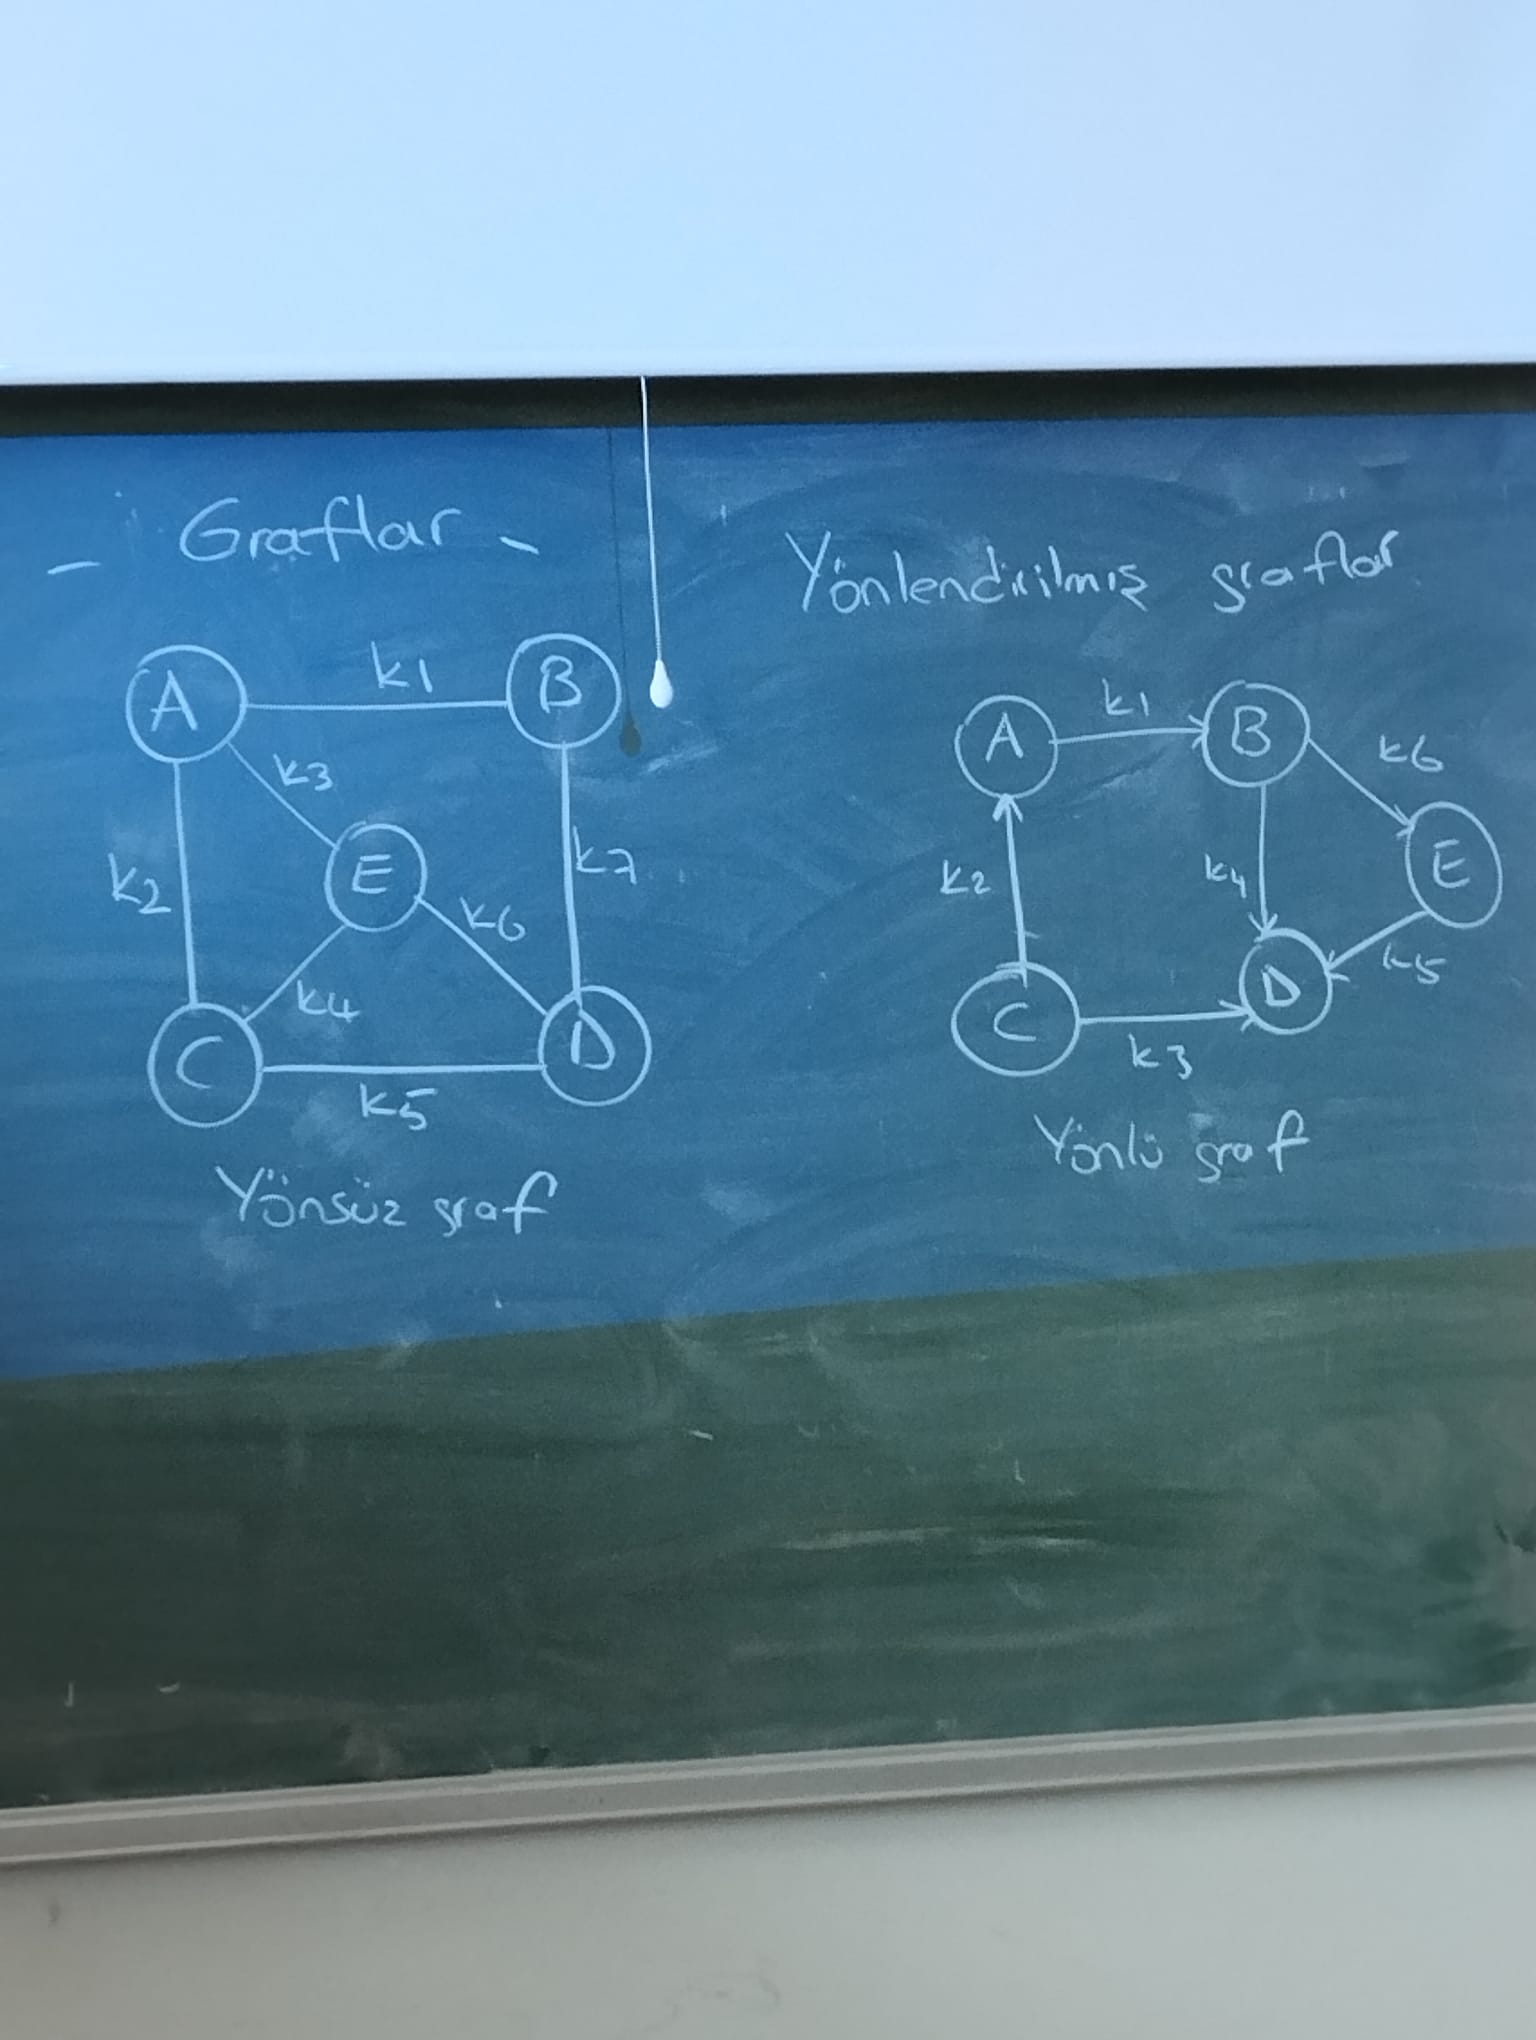 - Graflar -
A
k1
B
k3
k2
E
k7
k6
k4
C
D
k5
Yönsüz graf
Yönlendirilmiş graflar
A
k1
B
k6
k2
k4
E
D
k5
C
k3
Yönlü graf